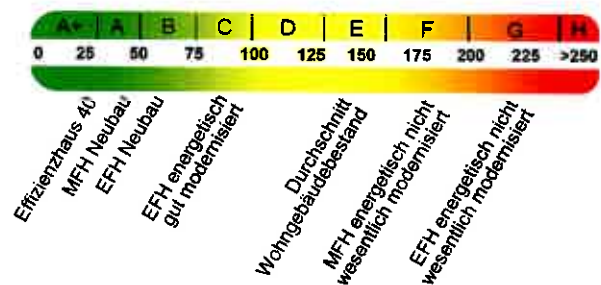 A+ A B C D E F G H
0 25 50 75 100 125 150 175 200 225 >250
Effizienzhaus 40
MFH Neubau
EFH Neubau
EFH energetisch
gut modernisiert
Durchschnitt
Wohngebäudebestand
MFH energetisch nicht
wesentlich modernisiert
EFH energetisch nicht
wesentlich modernisiert